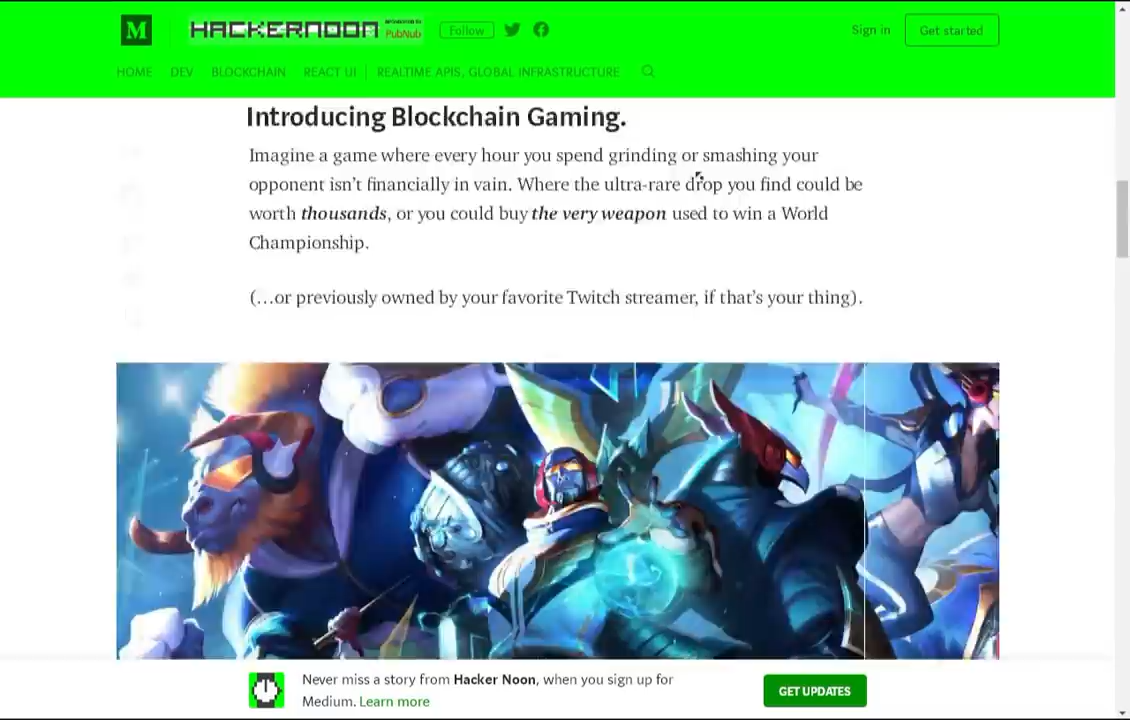 M HACKERNOON SPONSORED BY PubNub Follow Sign in Get started
HOME DEV BLOCKCHAIN REACT UI REALTIME APIS, GLOBAL INFRASTRUCTURE
Introducing Blockchain Gaming.
Imagine a game where every hour you spend grinding or smashing your
opponent isn’t financially in vain. Where the ultra-rare drop you find could be
worth thousands, or you could buy the very weapon used to win a World
Championship.
(…or previously owned by your favorite Twitch streamer, if that’s your thing).
Never miss a story from Hacker Noon, when you sign up for
Medium. Learn more
GET UPDATES